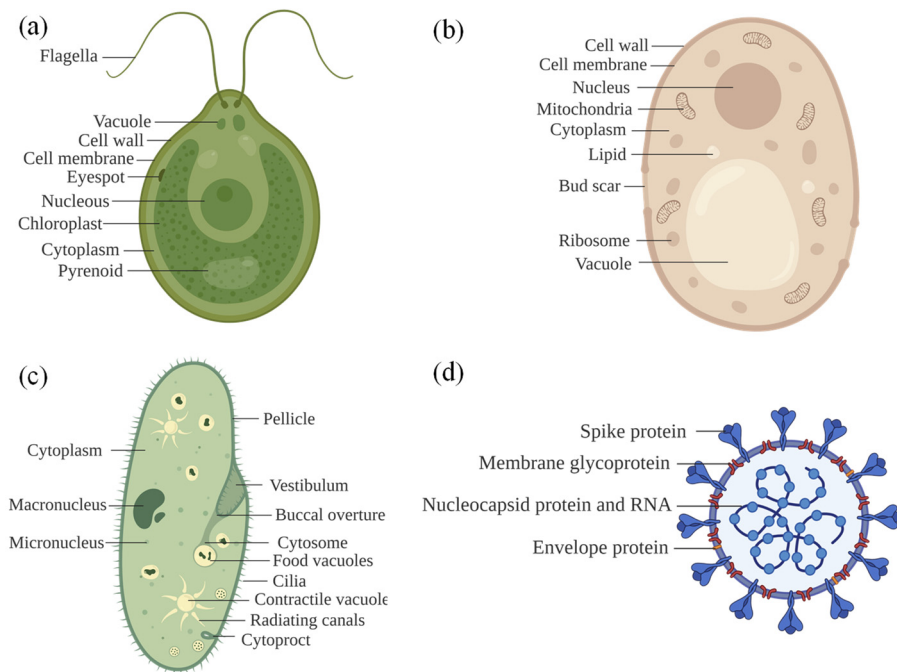 (a)
Flagella
Vacuole
Cell wall
Cell membrane
Eyespot
Nucleous
Chloroplast
Cytoplasm
Pyrenoid
(b)
Cell wall
Cell membrane
Nucleus
Mitochondria
Cytoplasm
Lipid
Bud scar
Ribosome
Vacuole
(c)
Pellicle
Cytoplasm
Vestibulum
Macronucleus
Buccal overture
Micronucleus
Cytosome
Food vacuoles
Cilia
Contractile vacuole
Radiating canals
Cytoproct
(d)
Spike protein
Membrane glycoprotein
Nucleocapsid protein and RNA
Envelope protein